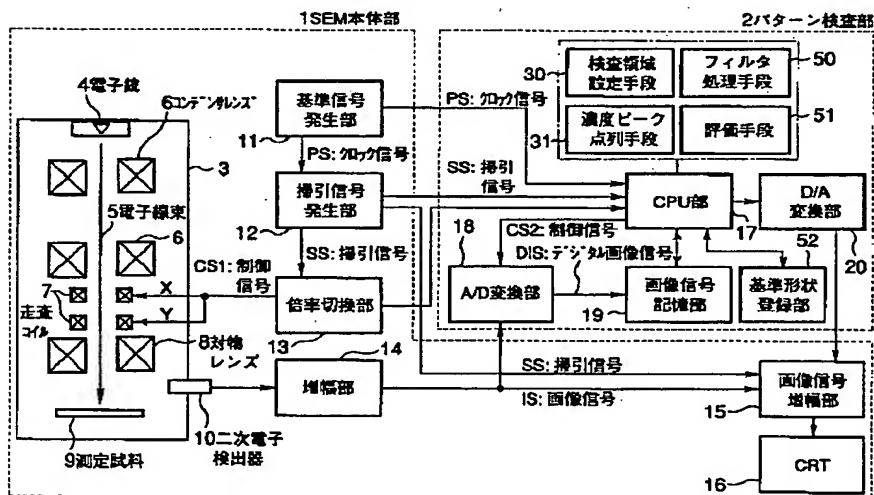 1SEM本体部
2パターン検査部
4電子銃
6コンデンサレンズ
3
5電子線束
6
CS1: 制御
信号
7
走査
コイル
X
Y
8対物
レンズ
9測定試料
10二次電子
検出器
基準信号
発生部
11
PS: クロック信号
PS: クロック信号
掃引信号
発生部
12
SS: 掃引信号
SS: 掃引
信号
倍率切換部
13
14
増幅部
30
検査領域
設定手段
フィルタ
処理手段
50
31
濃度ピーク
点列手段
評価手段
51
CPU部
17
D/A
変換部
20
CS2: 制御信号
DIS: デジタル画像信号
18
A/D変換部
画像信号
記憶部
19
52
基準形状
登録部
SS: 掃引信号
IS: 画像信号
画像信号
増幅部
15
CRT
16